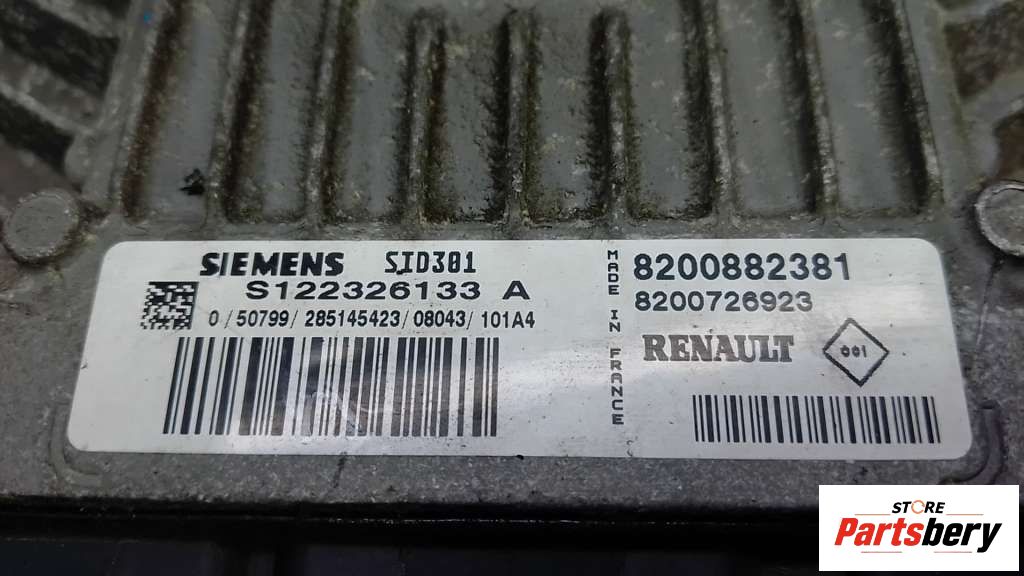 SIEMENS SID301
S122326133 A
0/50799/285145423/08043/101A4
MADE IN FRANCE
8200882381
8200726923
RENAULT 001
STORE
Partsbery